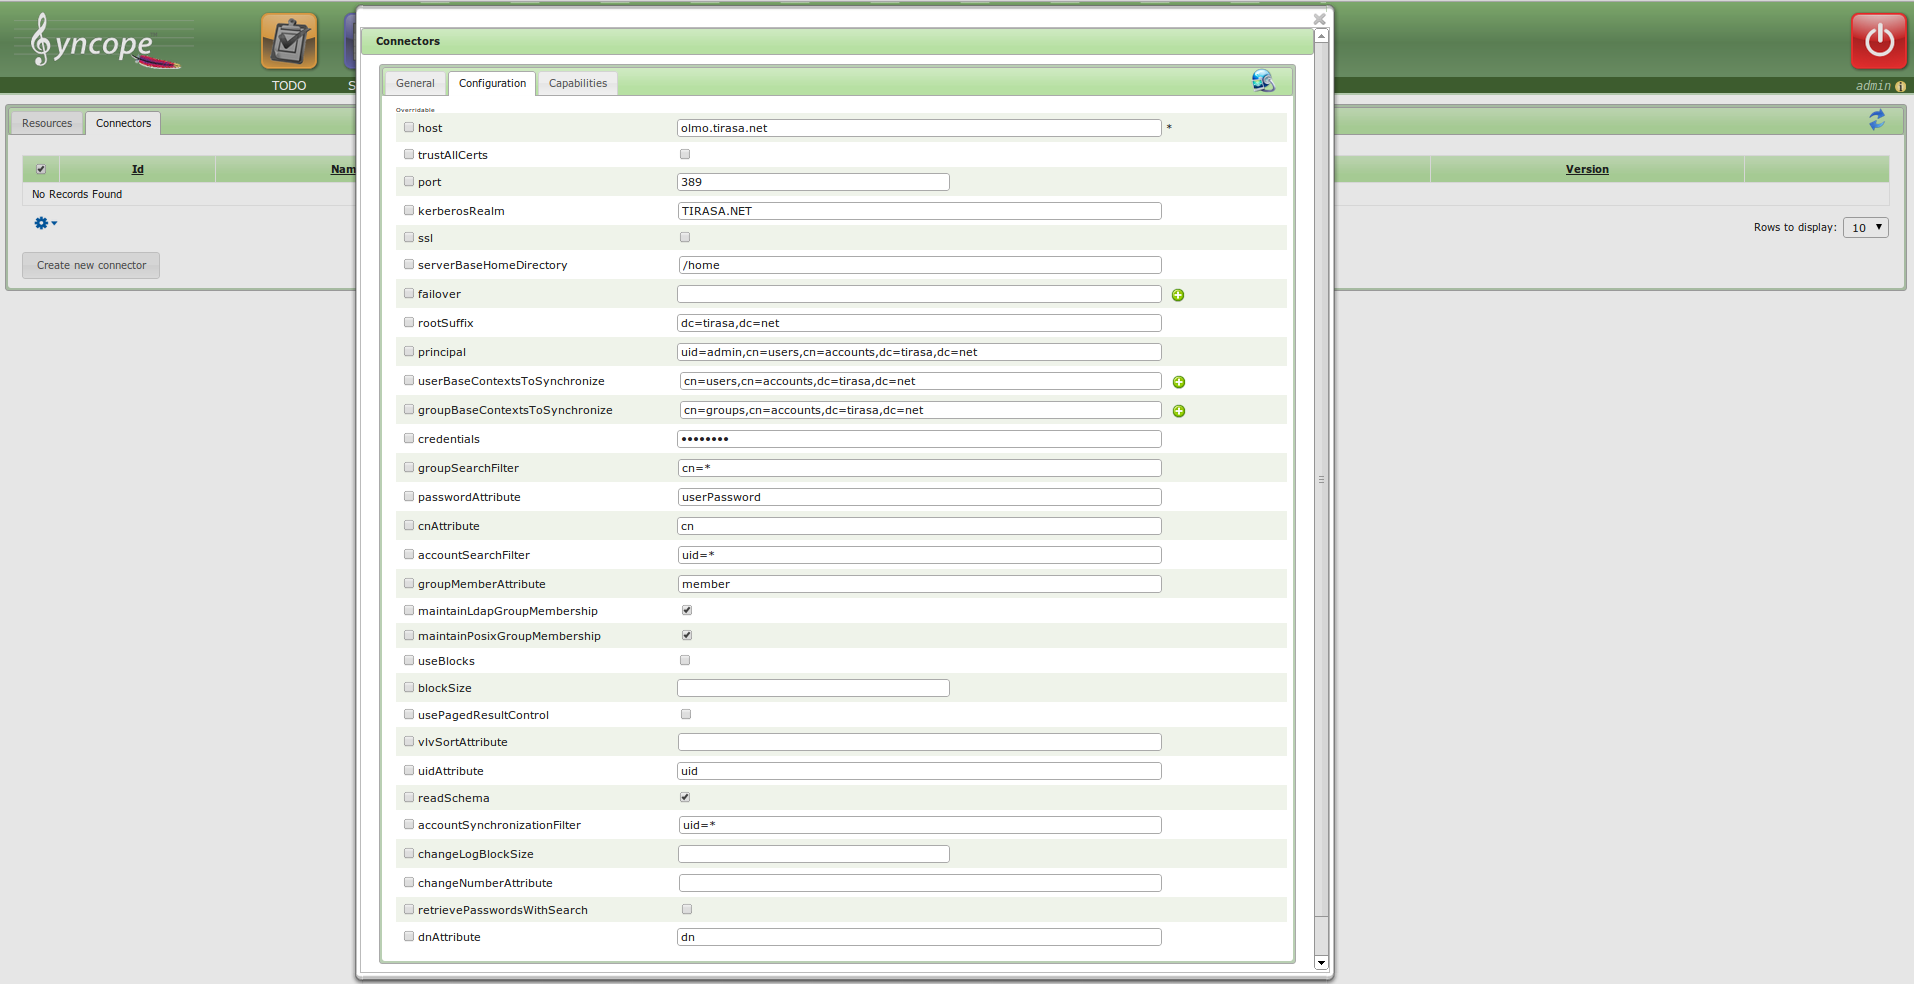 yncope
TODO
S
admin
Resources
Connectors
Id
Nam
Version
No Records Found
Rows to display:
10
Create new connector
Connectors
General
Configuration
Capabilities
Overridable
host
olmo.tirasa.net *
trustAllCerts
port
389
kerberosRealm
TIRASA.NET
ssl
serverBaseHomeDirectory
/home
failover
rootSuffix
dc=tirasa,dc=net
principal
uid=admin,cn=users,cn=accounts,dc=tirasa,dc=net
userBaseContextsToSynchronize
cn=users,cn=accounts,dc=tirasa,dc=net
groupBaseContextsToSynchronize
cn=groups,cn=accounts,dc=tirasa,dc=net
credentials
••••••••
groupSearchFilter
cn=*
passwordAttribute
userPassword
cnAttribute
cn
accountSearchFilter
uid=*
groupMemberAttribute
member
maintainLdapGroupMembership
maintainPosixGroupMembership
useBlocks
blockSize
usePagedResultControl
vlvSortAttribute
uidAttribute
uid
readSchema
accountSynchronizationFilter
uid=*
changeLogBlockSize
changeNumberAttribute
retrievePasswordsWithSearch
dnAttribute
dn